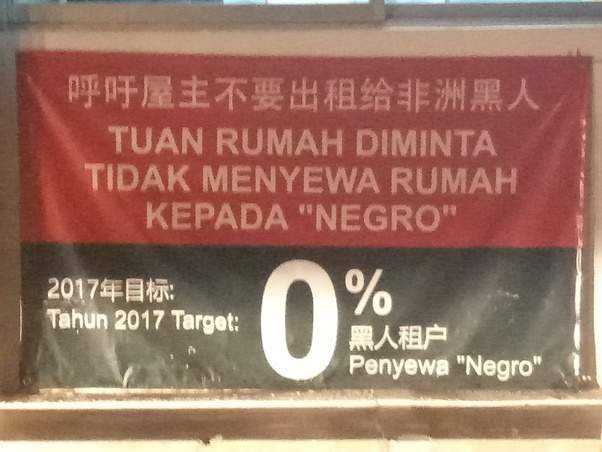 呼吁屋主不要出租给非洲黑人
TUAN RUMAH DIMINTA
TIDAK MENYEWA RUMAH
KEPADA "NEGRO"
2017年目标:
Tahun 2017 Target:
0%
黑人租户
Penyewa "Negro"